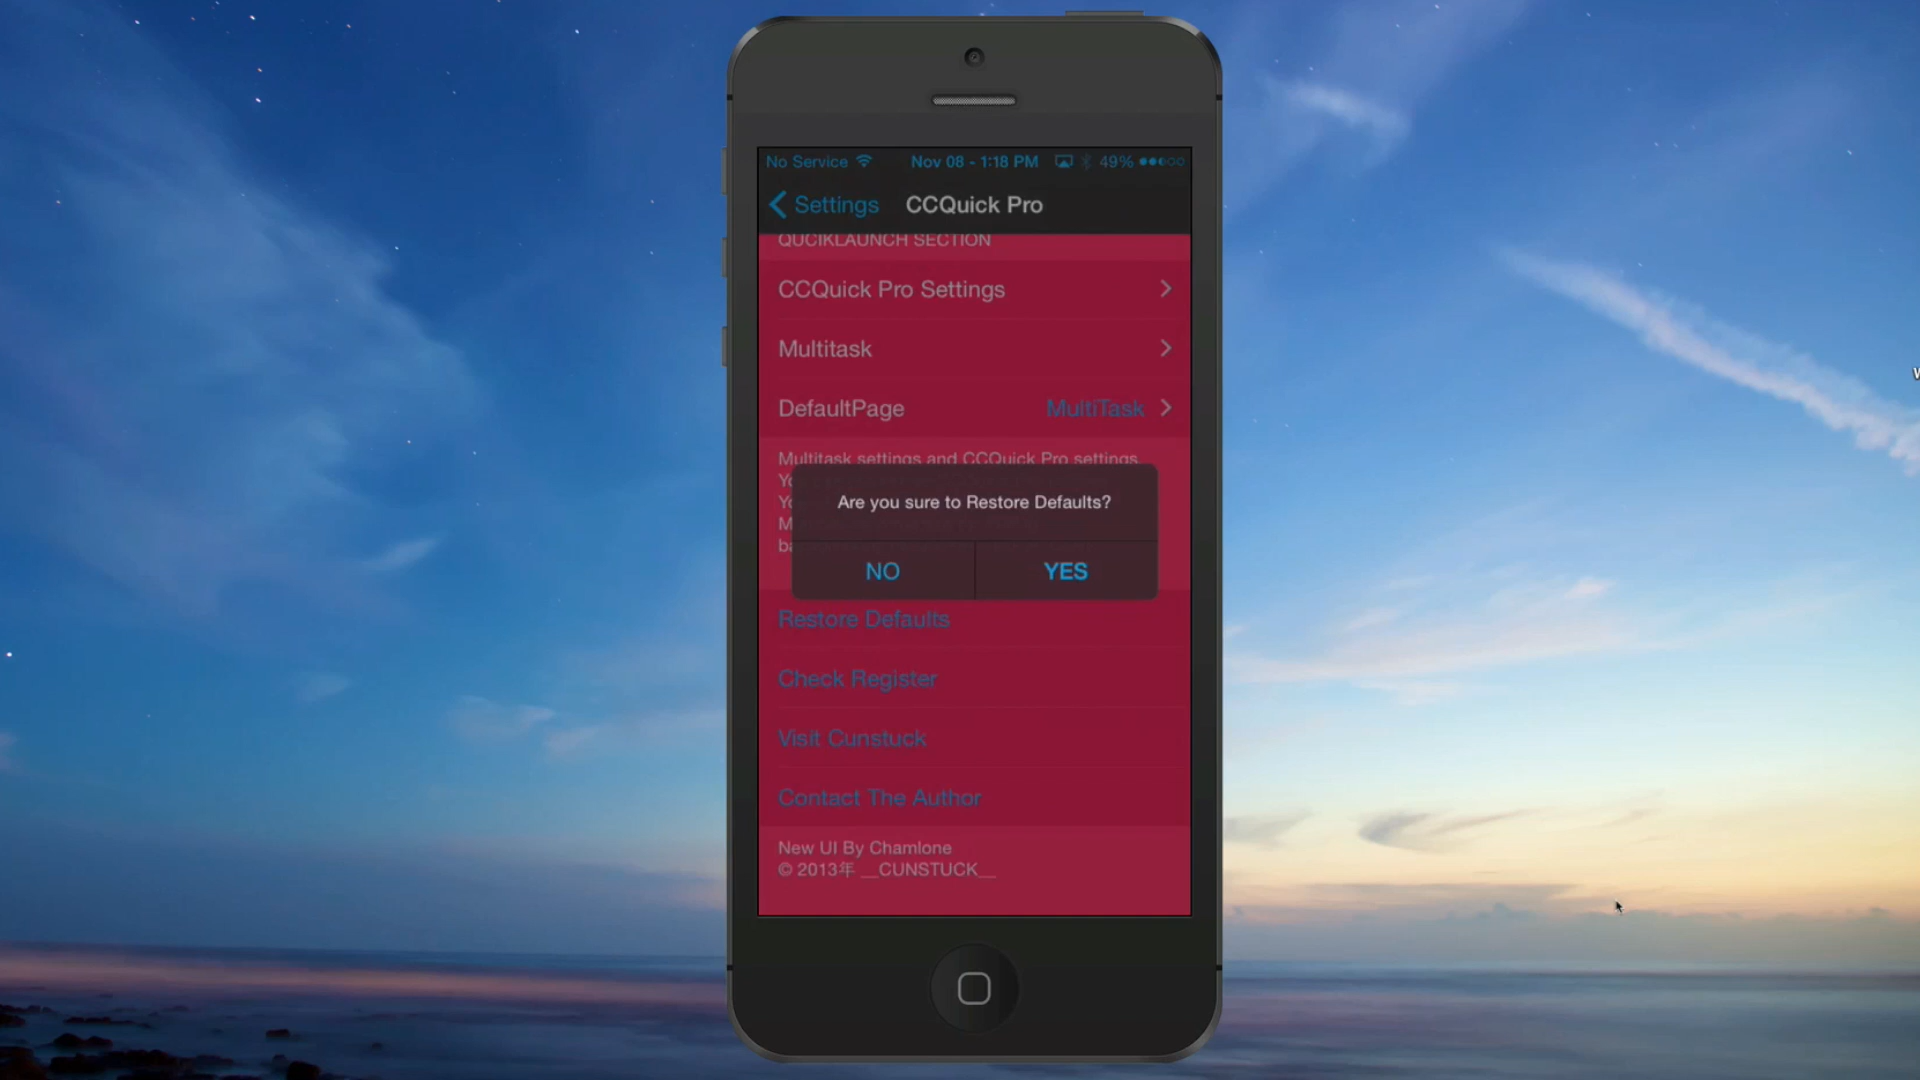 No Service Nov 08 - 1:18 PM 49%
Settings CCQuick Pro
QUCIKLAUNCH SECTION
CCQuick Pro Settings
Multitask
DefaultPage MultiTask
Multitask settings and CCQuick Pro settings
Are you sure to Restore Defaults?
NO YES
Restore Defaults
Check Register
Visit Cunstuck
Contact The Author
New UI By Chamlone
© 2013年 __CUNSTUCK__